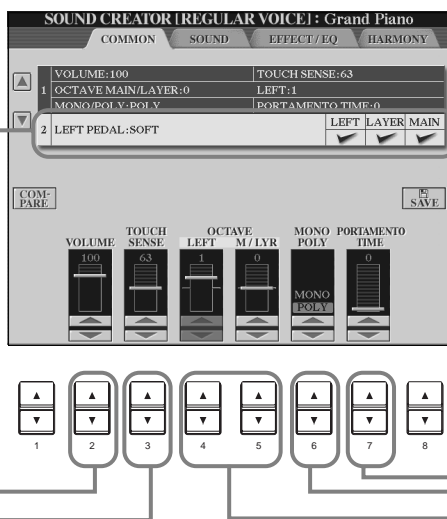 SOUND CREATOR [REGULAR VOICE] : Grand Piano
COMMON SOUND EFFECT / EQ HARMONY
1 VOLUME:100 TOUCH SENSE:63
OCTAVE MAIN/LAYER:0 LEFT:1
MONO/POLY:POLY PORTAMENTO TIME:0
2 LEFT PEDAL:SOFT LEFT LAYER MAIN
COM-
PARE
SAVE
VOLUME TOUCH SENSE OCTAVE LEFT M / LYR MONO POLY PORTAMENTO TIME
100 63 1 0 0
MONO
POLY
1 2 3 4 5 6 7 8